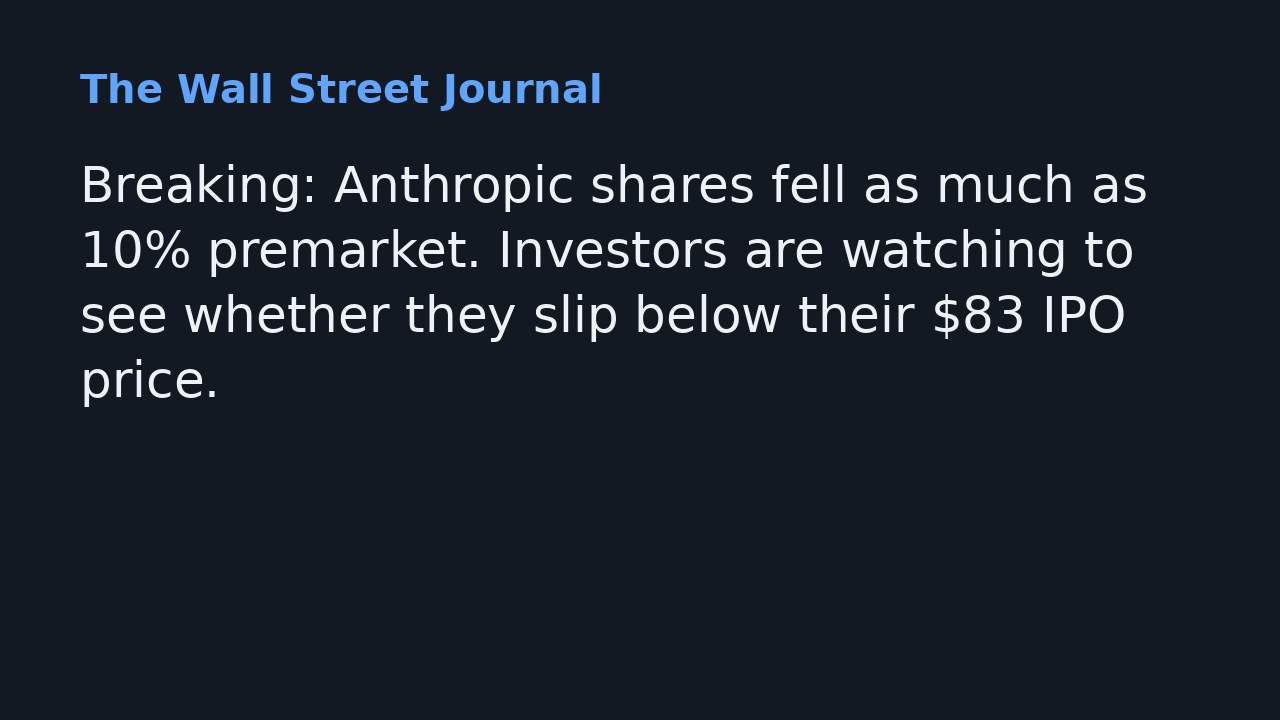 The Wall Street Journal
Breaking: Anthropic shares fell as much as
10% premarket. Investors are watching to
see whether they slip below their $83 IPO
price.